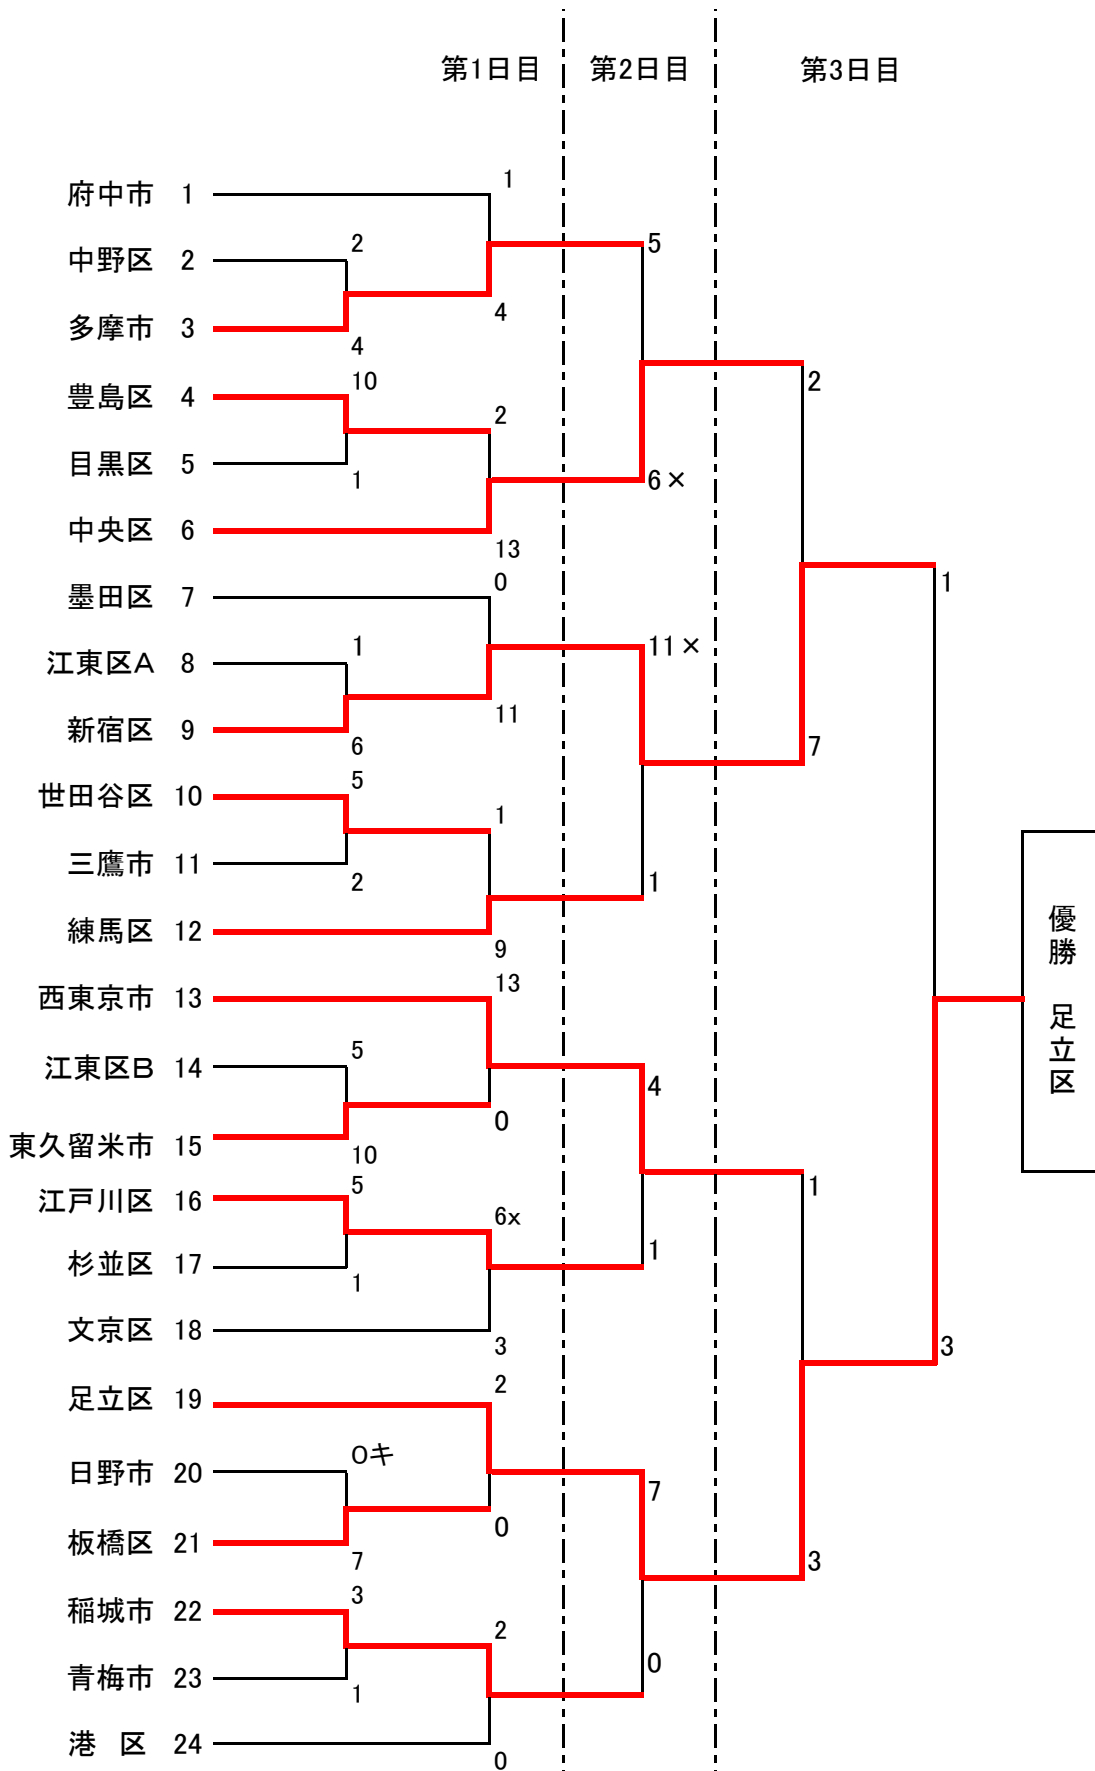 第1日目 第2日目 第3日目
1
府中市 1
5
2
中野区 2
4
多摩市 3
4
10
豊島区 4
2
2
目黒区 5
1
6×
中央区 6
13
0
墨田区 7
1
1
11×
江東区A 8
11
新宿区 9
6
7
5
世田谷区 10
1
三鷹市 11
2
1
練馬区 12
9
13
西東京市 13
優勝 足立区
5
江東区B 14
4
0
東久留米市 15
10
5
1
江戸川区 16
6x
1
杉並区 17
1
文京区 18
3
3
2
足立区 19
0キ
日野市 20
7
0
板橋区 21
7
3
3
稲城市 22
2
0
青梅市 23
1
港 区 24
0